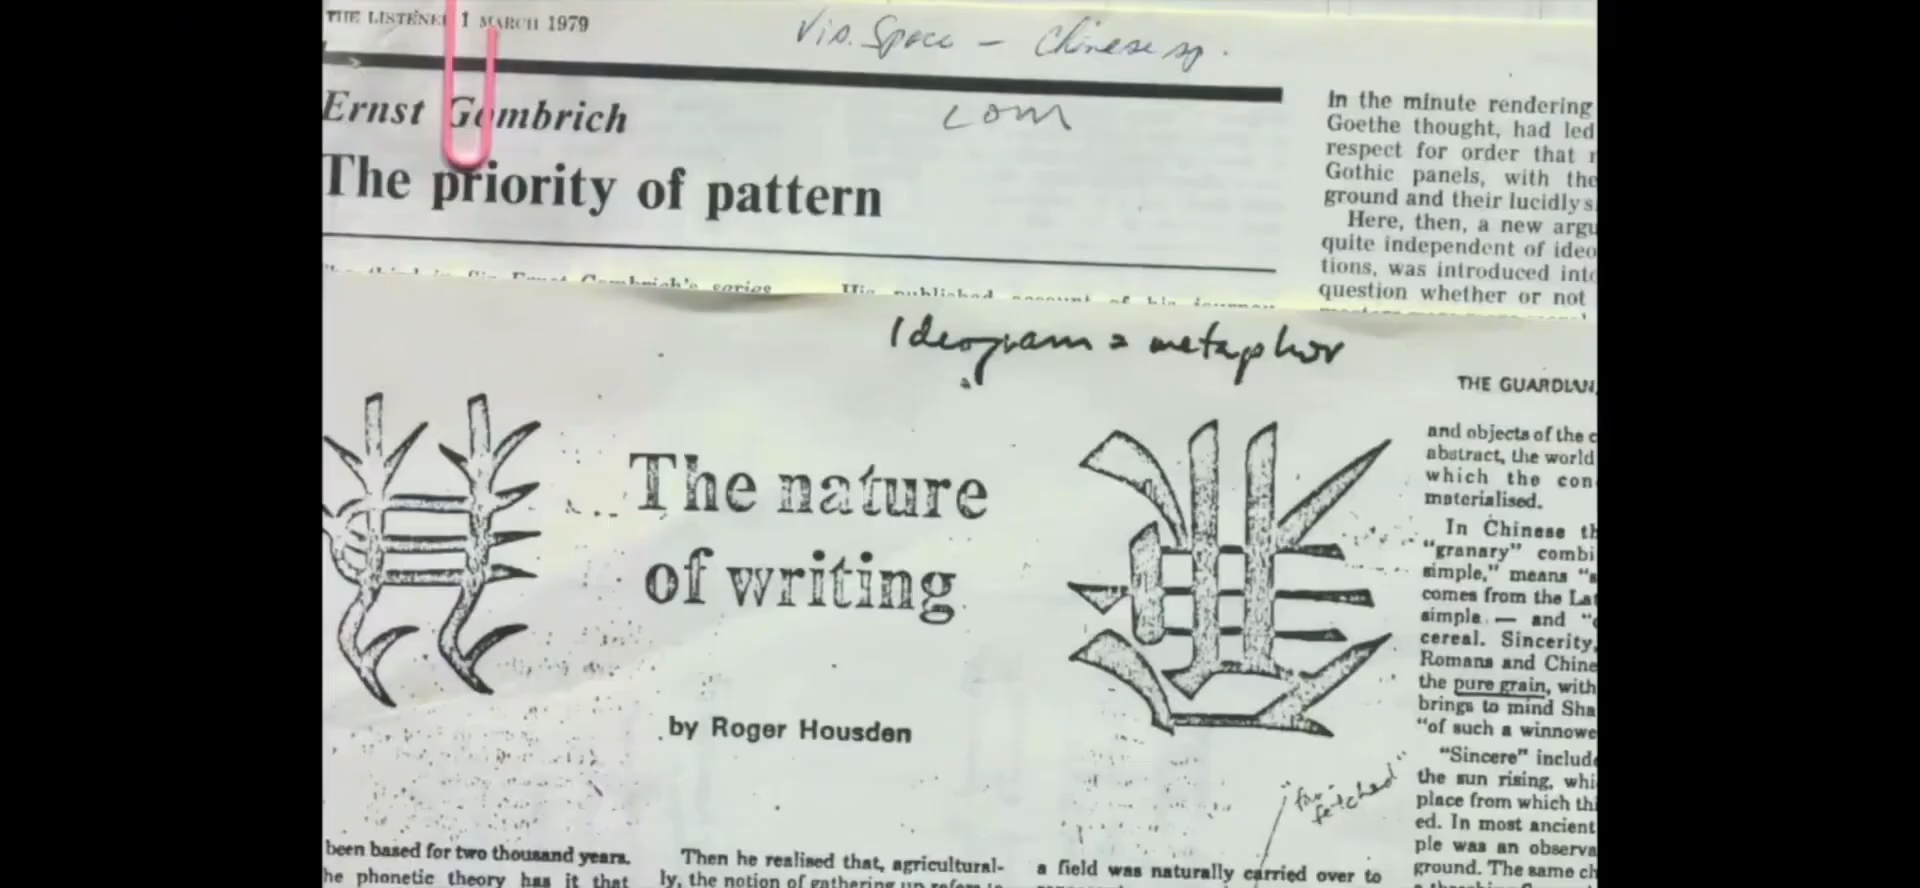 THE LISTENER 1 MARCH 1979
Vis. Space – Chinese sp.
com
Ernst Gombrich
The priority of pattern
In the minute rendering
Goethe thought, had led
respect for order that
Gothic panels, with the
ground and their lucidly s
Here, then, a new argu
quite independent of ideo
tions, was introduced into
question whether or not
Ideogram = metaphor
THE GUARDIAN,
The nature
of writing
by Roger Housden
"far-
fetched"
and objects of the c
abstract, the world
which the con
materialised.
In Chinese th
"granary" combi
simple," means "s
comes from the Lat
simple — and "c
cereal. Sincerity,
Romans and Chine
the pure grain, with
brings to mind Sha
"of such a winnowe
"Sincere" include
the sun rising, whi
place from which thi
ed. In most ancient
ple was an observa
ground. The same ch
been based for two thousand years.
he phonetic theory has it that
Then he realised that, agricultural-
ly, the notion of gathering up
a field was naturally carried over to